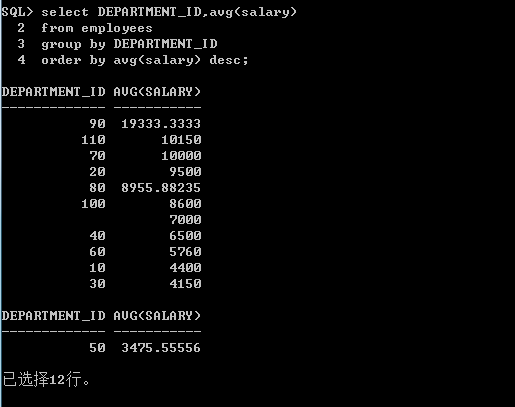 SQL> select DEPARTMENT_ID,avg(salary)
  2  from employees
  3  group by DEPARTMENT_ID
  4  order by avg(salary) desc;
DEPARTMENT_ID AVG(SALARY)
------------- -----------
           90  19333.3333
          110       10150
           70       10000
           20        9500
           80  8955.88235
          100        8600
                     7000
           40        6500
           60        5760
           10        4400
           30        4150
DEPARTMENT_ID AVG(SALARY)
------------- -----------
           50  3475.55556
已选择12行。